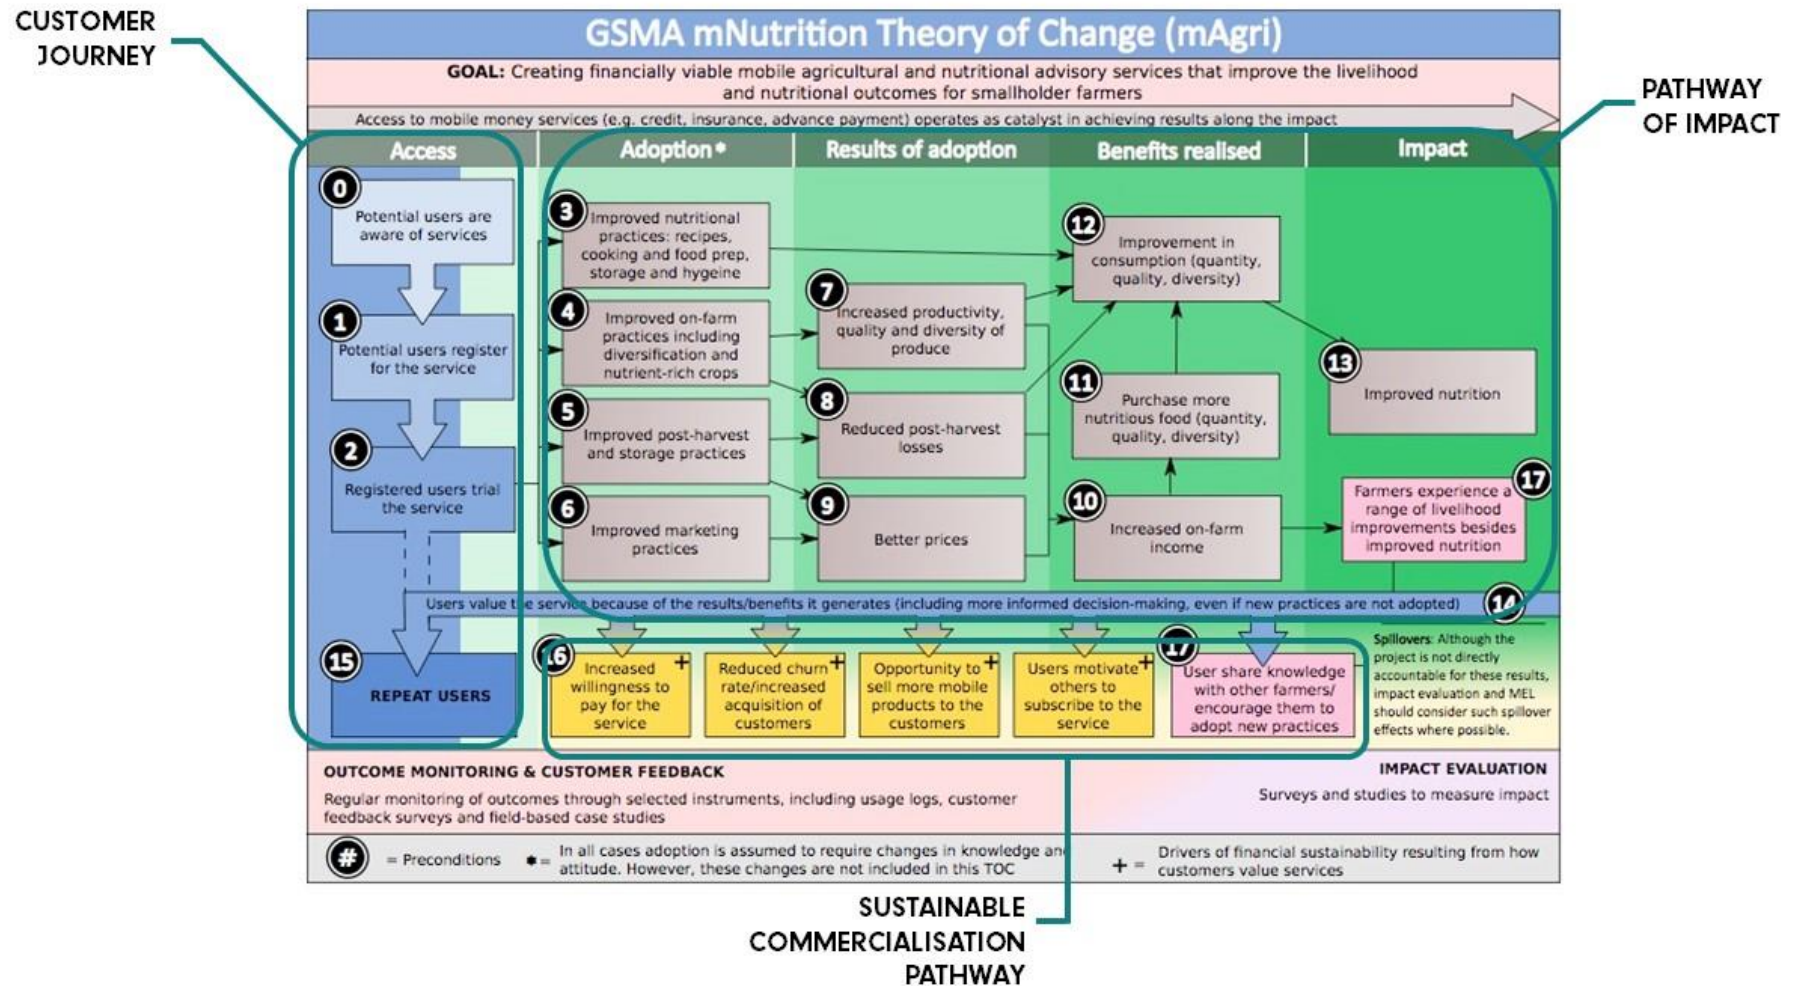 CUSTOMER
JOURNEY
GSMA mNutrition Theory of Change (mAgri)
GOAL: Creating financially viable mobile agricultural and nutritional advisory services that improve the livelihood
and nutritional outcomes for smallholder farmers
PATHWAY
OF IMPACT
Access to mobile money services (e.g. credit, insurance, advance payment) operates as catalyst in achieving results along the impact
Access
Adoption*
Results of adoption
Benefits realised
Impact
0
Potential users are
aware of services
1
Potential users register
for the service
2
Registered users trial
the service
3
Improved nutritional
practices: recipes,
cooking and food prep,
storage and hygeine
4
Improved on-farm
practices including
diversification and
nutrient-rich crops
5
Improved post-harvest
and storage practices
6
Improved marketing
practices
7
Increased productivity,
quality and diversity of
produce
8
Reduced post-harvest
losses
9
Better prices
12
Improvement in
consumption (quantity,
quality, diversity)
11
Purchase more
nutritious food (quantity,
quality, diversity)
10
Increased on-farm
income
13
Improved nutrition
17
Farmers experience a
range of livelihood
improvements besides
improved nutrition
Users value the service because of the results/benefits it generates (including more informed decision-making, even if new practices are not adopted)
14
15
REPEAT USERS
16
Increased +
willingness to
pay for the
service
Reduced churn +
rate/increased
acquisition of
customers
Opportunity to +
sell more mobile
products to the
customers
Users motivate +
others to
subscribe to the
service
17
User share knowledge
with other farmers/
encourage them to
adopt new practices
Spillovers: Although the
project is not directly
accountable for these results,
impact evaluation and MEL
should consider such spillover
effects where possible.
OUTCOME MONITORING & CUSTOMER FEEDBACK
Regular monitoring of outcomes through selected instruments, including usage logs, customer
feedback surveys and field-based case studies
IMPACT EVALUATION
Surveys and studies to measure impact
# = Preconditions
* = In all cases adoption is assumed to require changes in knowledge and
attitude. However, these changes are not included in this TOC
+ = Drivers of financial sustainability resulting from how
customers value services
SUSTAINABLE
COMMERCIALISATION
PATHWAY